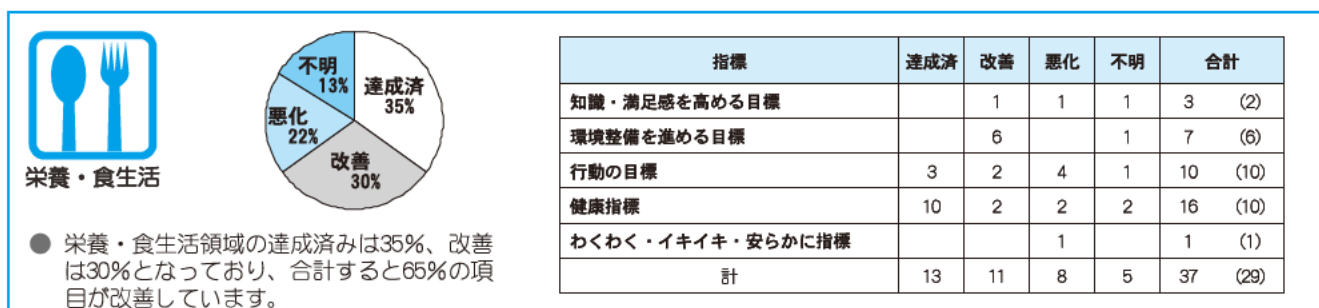 栄養・食生活
不明
13%
達成済
35%
悪化
22%
改善
30%
● 栄養・食生活領域の達成済みは35%、改善
は30%となっており、合計すると65%の項
目が改善しています。
指標 達成済 改善 悪化 不明 合計
知識・満足感を高める目標 1 1 1 3 (2)
環境整備を進める目標 6 1 7 (6)
行動の目標 3 2 4 1 10 (10)
健康指標 10 2 2 2 16 (10)
わくわく・イキイキ・安らかに指標 1 1 (1)
計 13 11 8 5 37 (29)